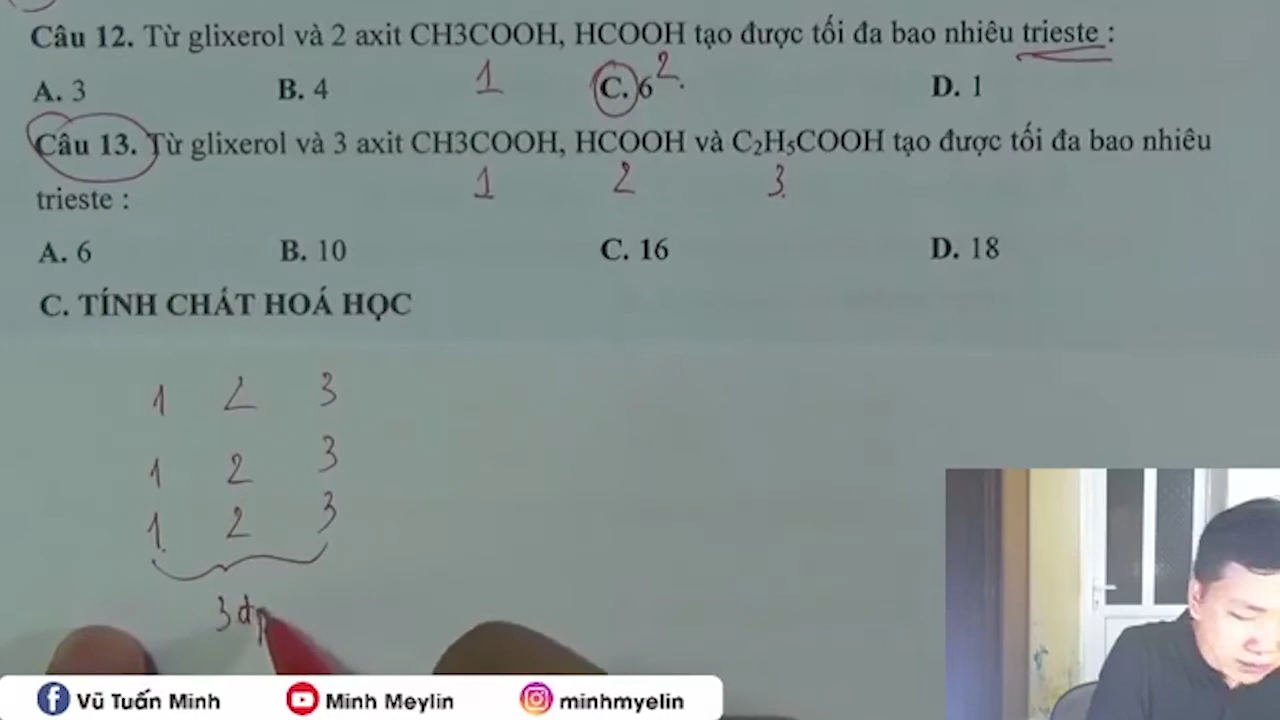 Câu 12. Từ glixerol và 2 axit CH3COOH, HCOOH tạo được tối đa bao nhiêu trieste :
1 2
A. 3 B. 4 C. 6 D. 1
Câu 13. Từ glixerol và 3 axit CH3COOH, HCOOH và C₂H₅COOH tạo được tối đa bao nhiêu
1 2 3
trieste :
A. 6 B. 10 C. 16 D. 18
C. TÍNH CHẤT HOÁ HỌC
1 2 3
1 2 3
1 2 3
3 đp
Vũ Tuấn Minh Minh Meylin minhmyelin